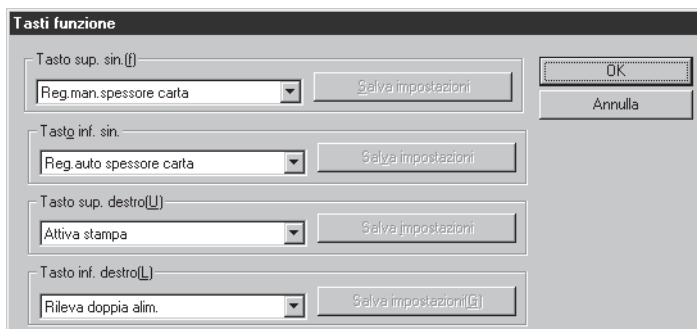 Tasti funzione
Tasto sup. sin.(f)
Reg.man.spessore carta
Salva impostazioni
OK
Annulla
Tasto inf. sin.
Reg.auto spessore carta
Salva impostazioni
Tasto sup. destro(U)
Attiva stampa
Salva impostazioni
Tasto inf. destro(L)
Rileva doppia alim.
Salva impostazioni(G)